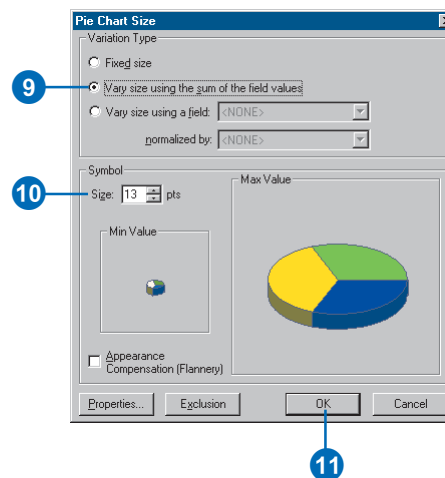 Pie Chart Size
Variation Type
Fixed size
9
Vary size using the sum of the field values
Vary size using a field: <NONE>
normalized by: <NONE>
Symbol
10
Size: 13 pts
Max Value
Min Value
Appearance
Compensation (Flannery)
Properties... Exclusion OK Cancel
11